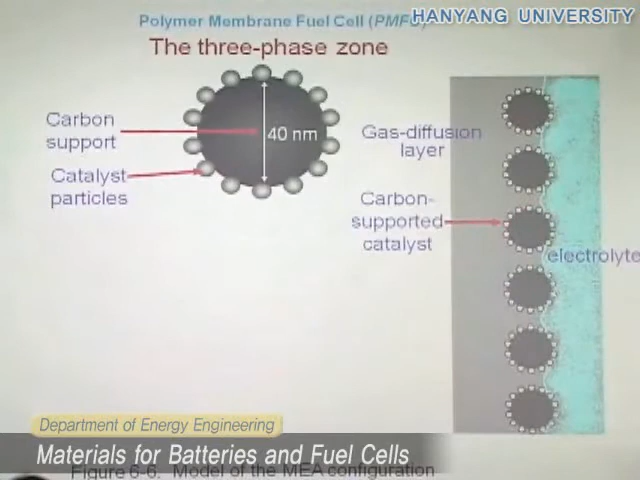 Polymer Membrane Fuel Cell (PMFC)
HANYANG UNIVERSITY
The three-phase zone
Carbon
support
40 nm
Catalyst
particles
Gas-diffusion
layer
Carbon-
supported
catalyst
electrolyte
Department of Energy Engineering
Materials for Batteries and Fuel Cells
Figure 6-6. Model of the MEA configuration